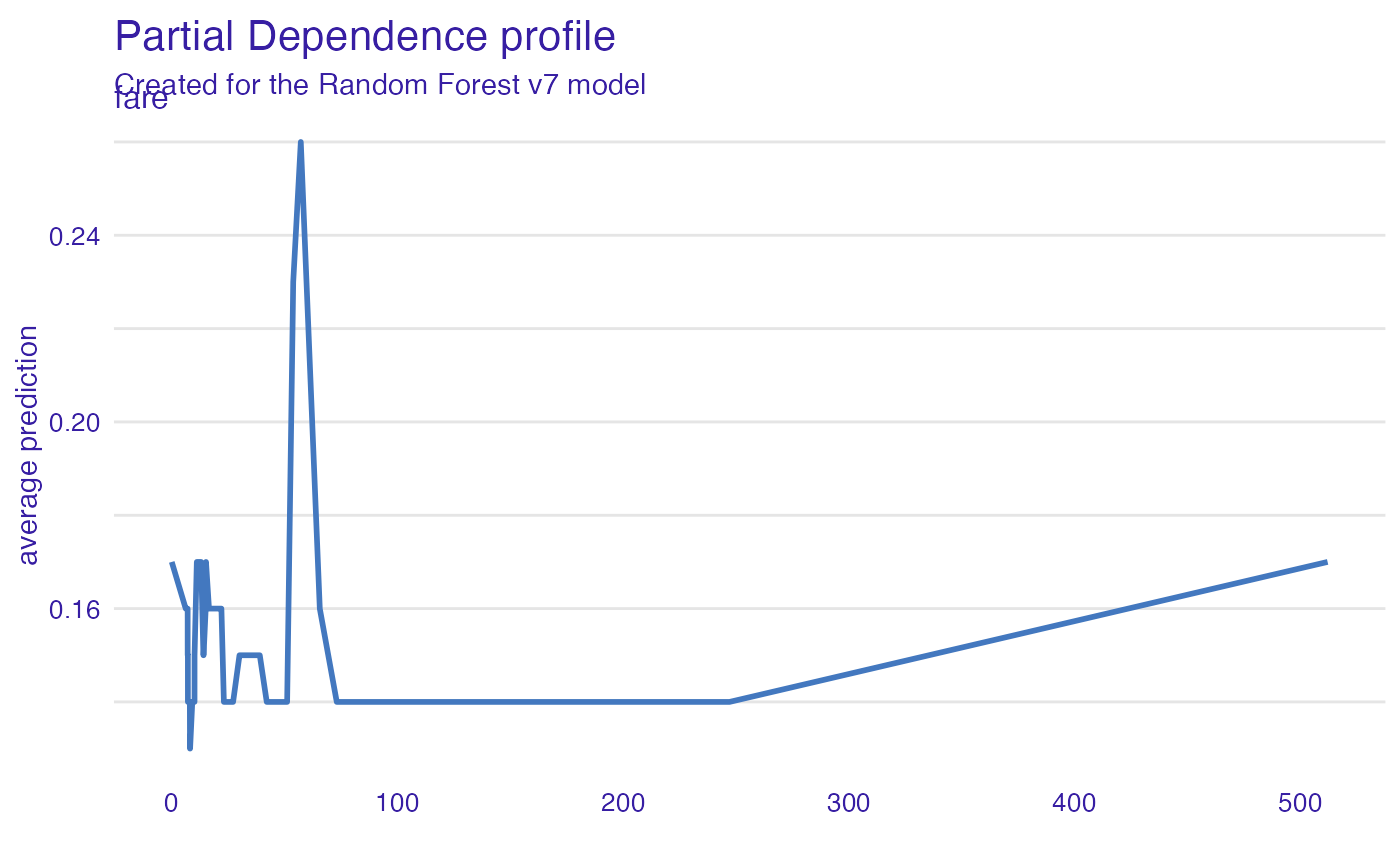 Partial Dependence profile
Created for the Random Forest v7 model
fare
average prediction
0.24
0.20
0.16
0 100 200 300 400 500